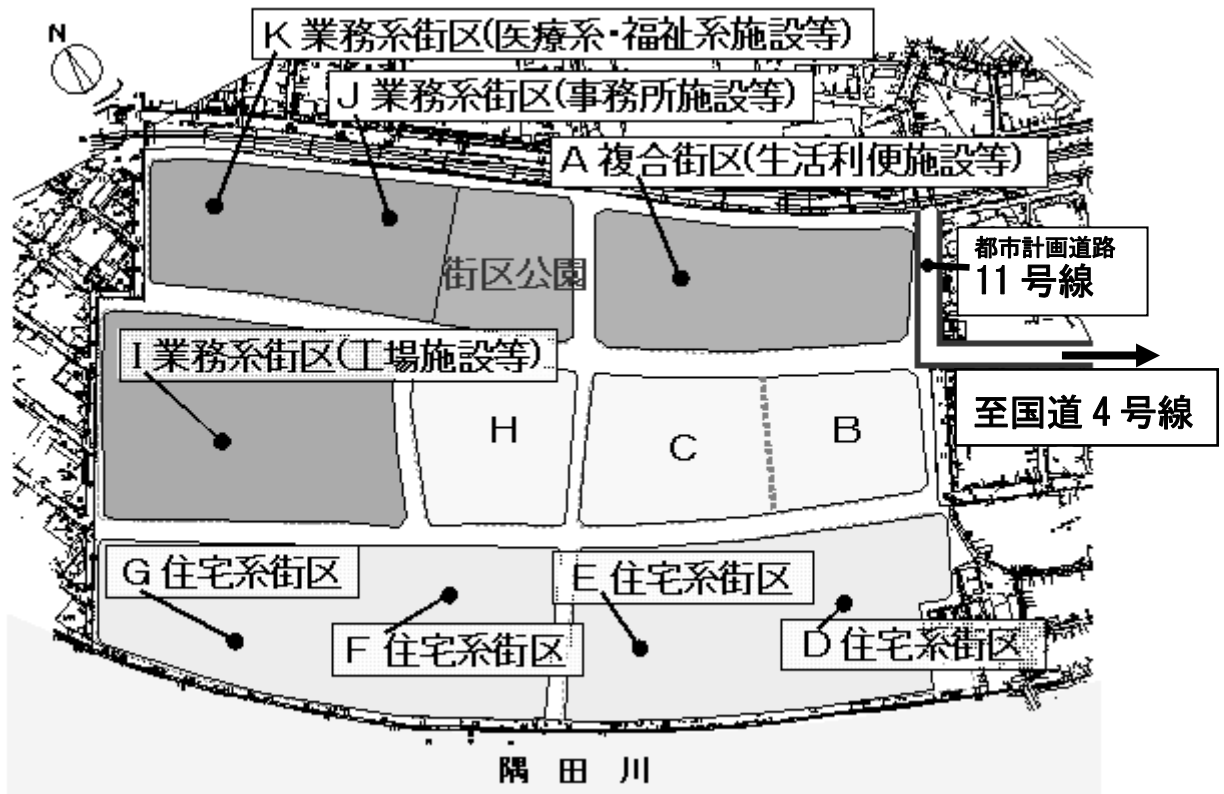 N
K 業務系街区(医療系・福祉系施設等)
J 業務系街区(事務所施設等)
A 複合街区(生活利便施設等)
都市計画道路
11 号線
街区公園
I 業務系街区(工場施設等)
至国道 4 号線
H
C
B
G 住宅系街区
E 住宅系街区
F 住宅系街区
D 住宅系街区
隅 田 川